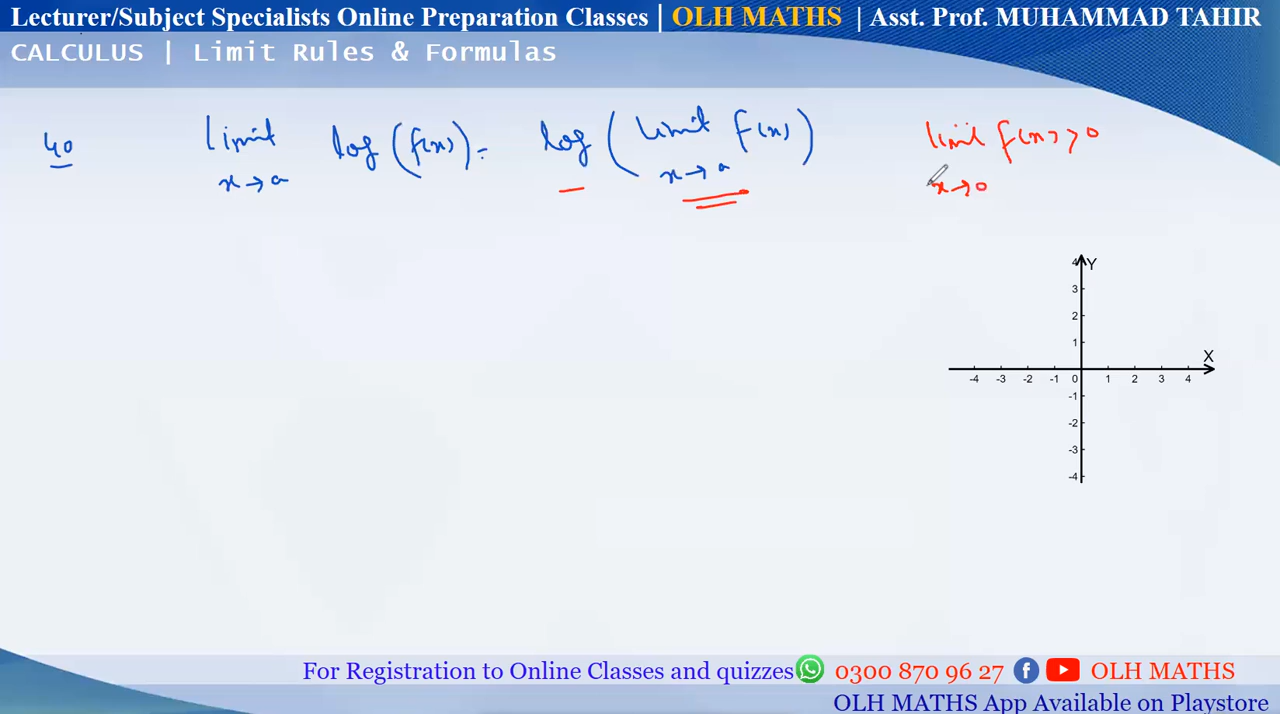 Lecturer/Subject Specialists Online Preparation Classes | OLH MATHS | Asst. Prof. MUHAMMAD TAHIR
CALCULUS | Limit Rules & Formulas
40 limit log(f(x)) = log(limit f(x)) limit f(x) > 0
x→a x→a x→0
4 Y
3
2
1
X
-4 -3 -2 -1 0 1 2 3 4
-1
-2
-3
-4
For Registration to Online Classes and quizzes 0300 870 96 27 f OLH MATHS
OLH MATHS App Available on Playstore